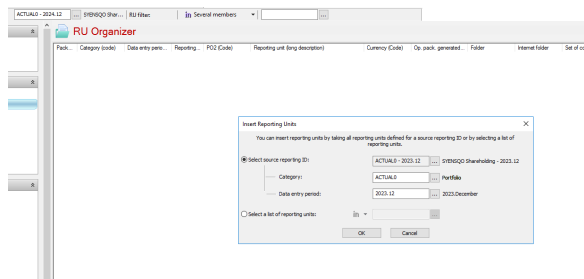 ACTUAL0 - 2024.12 ... SYENSQO Shar... RU filter: in Several members ...
RU Organizer
Pack... Category (code) Data entry perio... Reporting... PO2 (Code) Reporting unit (long description) Currency (Code) Op. pack. generated... Folder Internet folder Set of co
Insert Reporting Units
You can insert reporting units by taking all reporting units defined for a source reporting ID or by selecting a list of
reporting units.
Select source reporting ID: ACTUAL0 - 2023.12 ... SYENSQO Shareholding - 2023.12
Category: ACTUAL0 ... Portfolio
Data entry period: 2023.12 ... 2023.December
Select a list of reporting units: in ...
OK Cancel